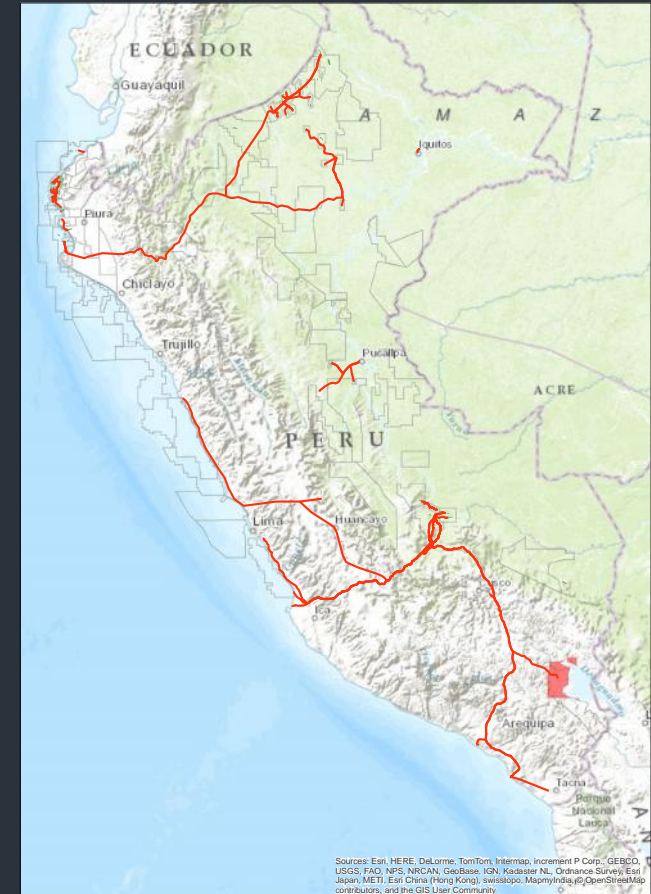 ECUADOR
Guayaquil
A M A Z
Iquitos
Piura
Chiclayo
Trujillo
Pucallpa
ACRE
PERU
Lima
Huancayo
Cusco
Ica
Arequipa
Tacna
Parque
Nacional
Lauca
Sources: Esri, HERE, DeLorme, TomTom, Intermap, increment P Corp., GEBCO,
USGS, FAO, NPS, NRCAN, GeoBase, IGN, Kadaster NL, Ordnance Survey, Esri
Japan, METI, Esri China (Hong Kong), swisstopo, MapmyIndia, © OpenStreetMap
contributors, and the GIS User Community